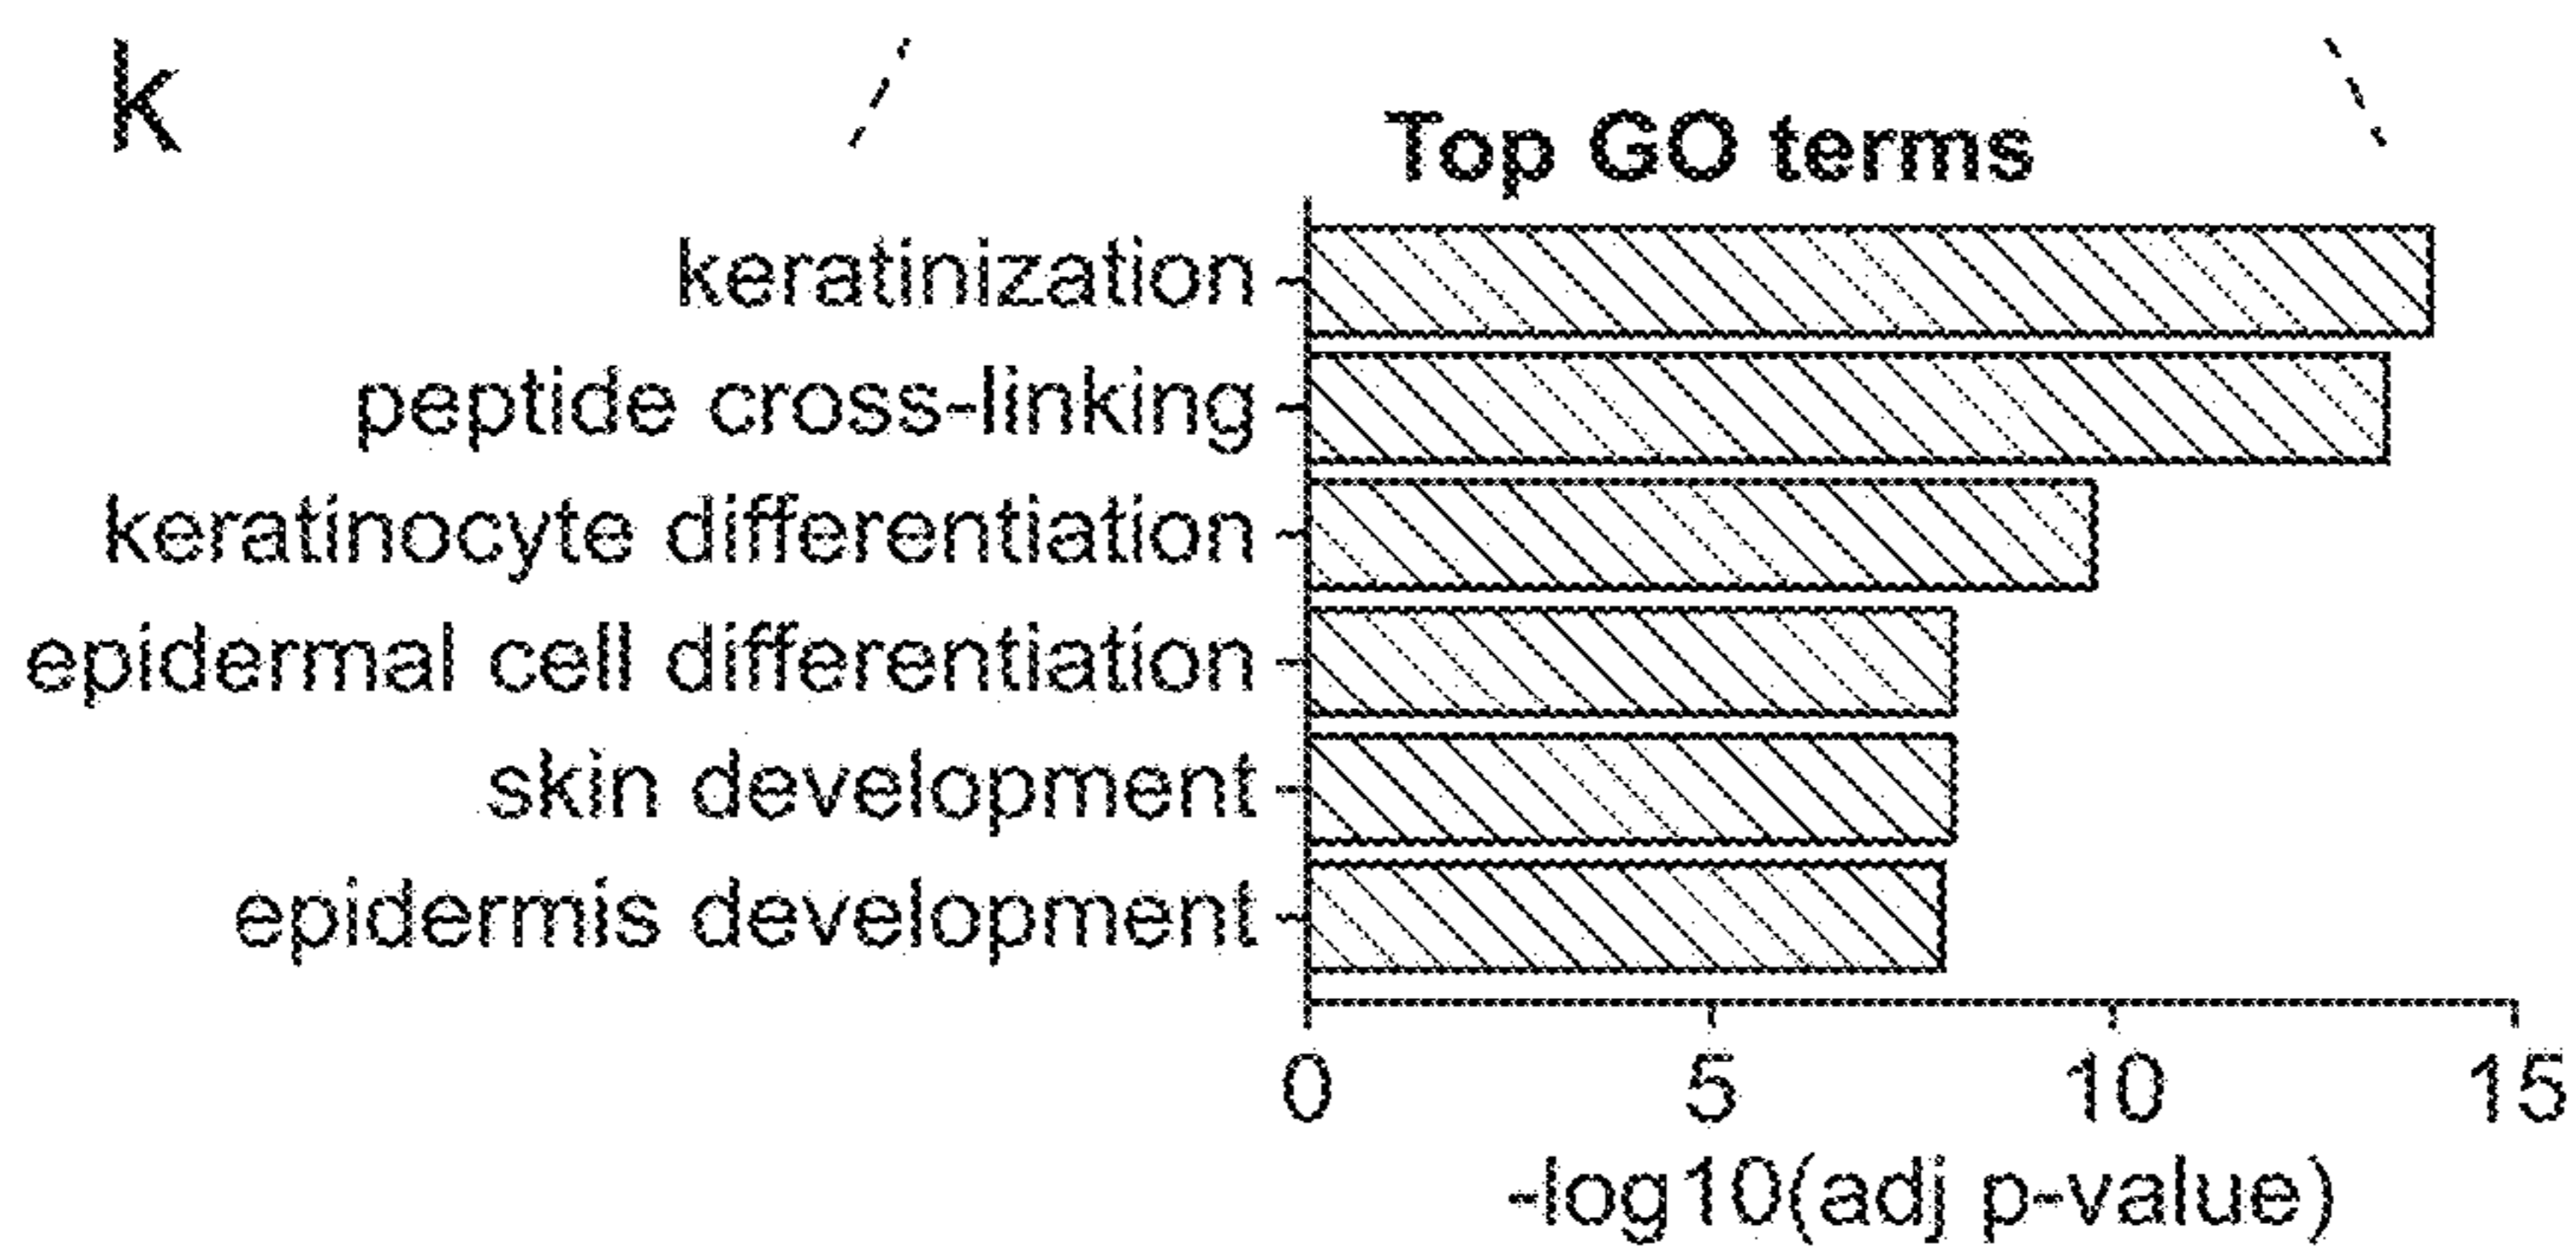 k
Top GO terms
keratinization
peptide cross-linking
keratinocyte differentiation
epidermal cell differentiation
skin development
epidermis development
0 5 10 15
-log10(adj p-value)